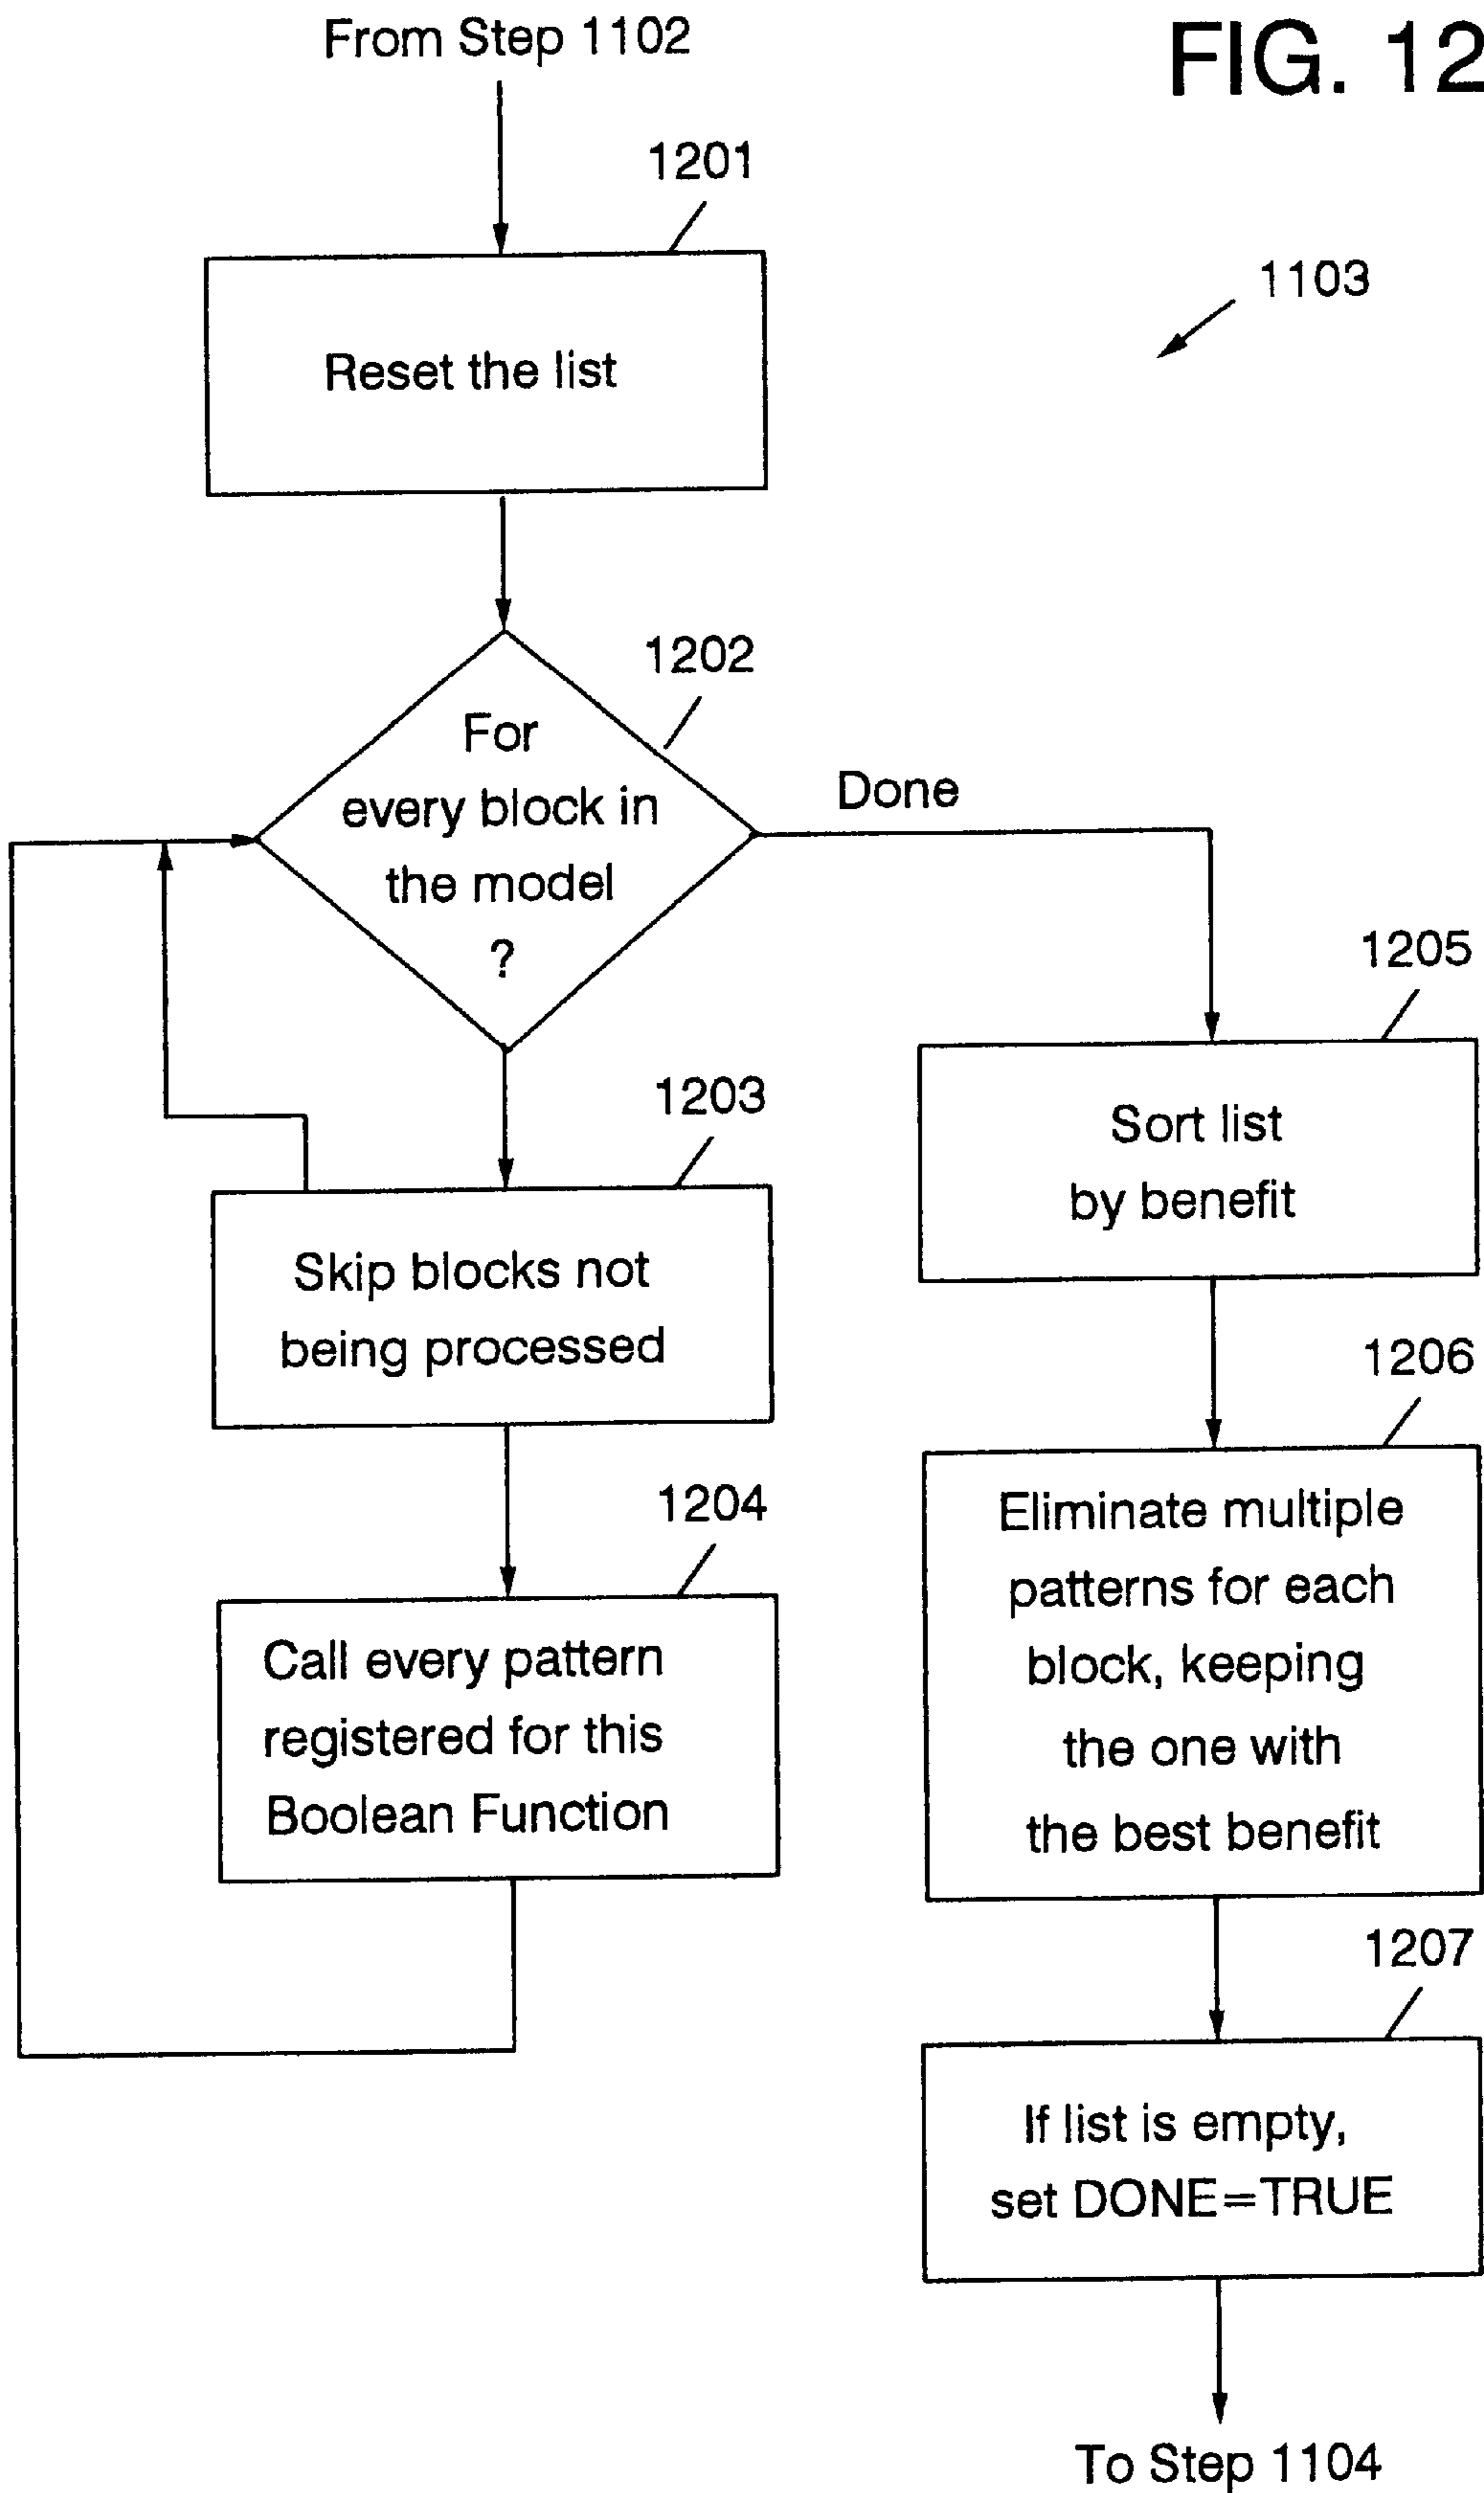 From Step 1102
FIG. 12
1201
1103
Reset the list
1202
For
every block in
the model
?
Done
1203
Skip blocks not
being processed
1204
Call every pattern
registered for this
Boolean Function
1205
Sort list
by benefit
1206
Eliminate multiple
patterns for each
block, keeping
the one with
the best benefit
1207
If list is empty,
set DONE=TRUE
To Step 1104